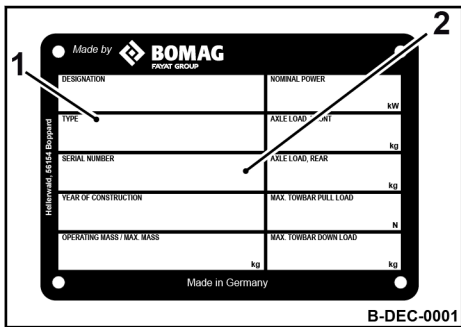 1
2
Made by BOMAG
FAYAT GROUP
DESIGNATION
NOMINAL POWER
kW
TYPE
AXLE LOAD, FRONT
kg
SERIAL NUMBER
AXLE LOAD, REAR
kg
YEAR OF CONSTRUCTION
MAX. TOWBAR PULL LOAD
N
OPERATING MASS / MAX. MASS
kg
MAX. TOWBAR DOWN LOAD
kg
Hellerwald, 56154 Boppard
Made in Germany
B-DEC-0001